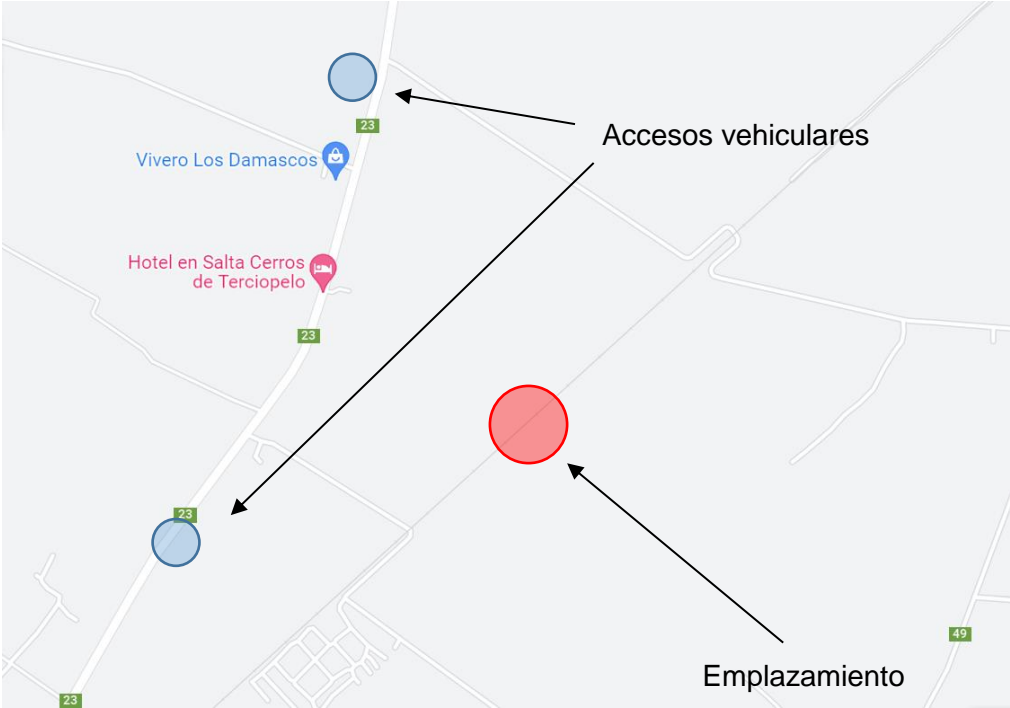 23
Accesos vehiculares
Vivero Los Damascos
Hotel en Salta Cerros
de Terciopelo
23
23
49
Emplazamiento
23